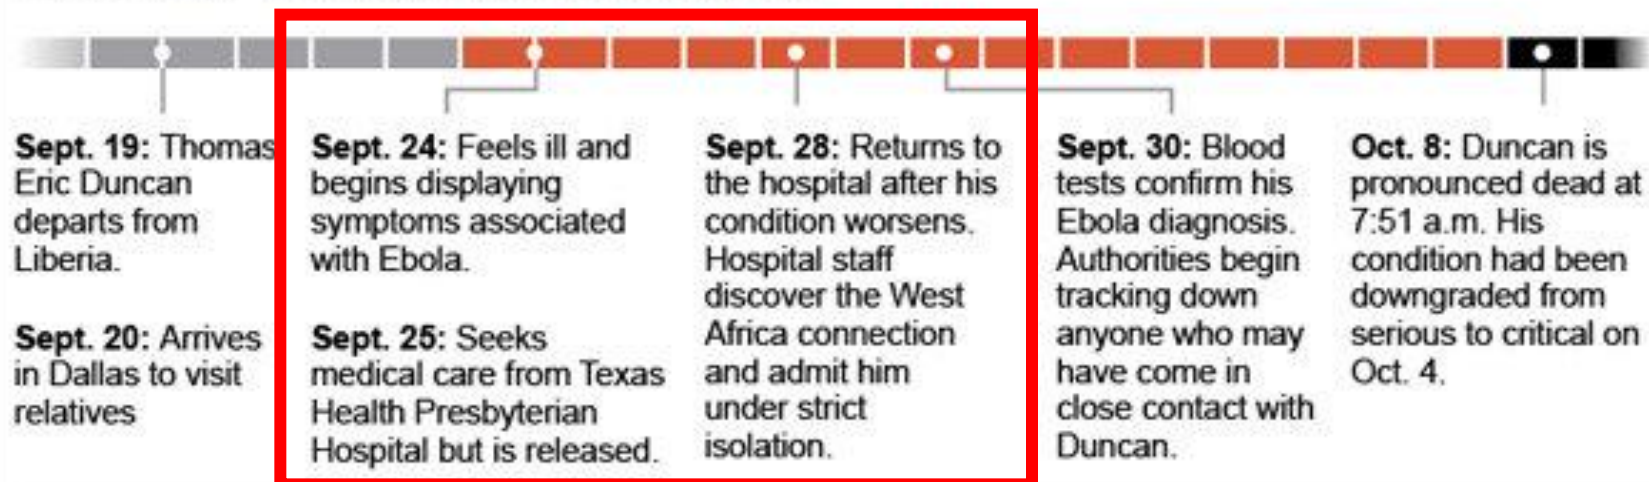 Sept. 19: Thomas
Eric Duncan
departs from
Liberia.
Sept. 20: Arrives
in Dallas to visit
relatives
Sept. 24: Feels ill and
begins displaying
symptoms associated
with Ebola.
Sept. 25: Seeks
medical care from Texas
Health Presbyterian
Hospital but is released.
Sept. 28: Returns to
the hospital after his
condition worsens.
Hospital staff
discover the West
Africa connection
and admit him
under strict
isolation.
Sept. 30: Blood
tests confirm his
Ebola diagnosis.
Authorities begin
tracking down
anyone who may
have come in
close contact with
Duncan.
Oct. 8: Duncan is
pronounced dead at
7:51 a.m. His
condition had been
downgraded from
serious to critical on
Oct. 4.